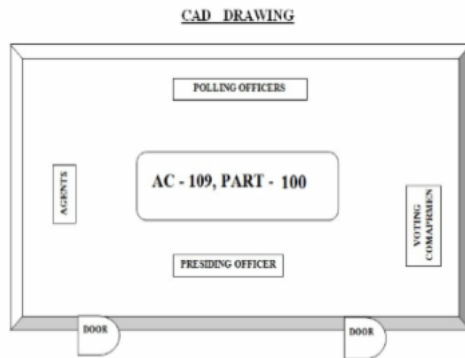 CAD DRAWING
POLLING OFFICERS
AGENTS
AC - 109, PART - 100
VOTING
COMAPRMEN
PRESIDING OFFICER
DOOR
DOOR